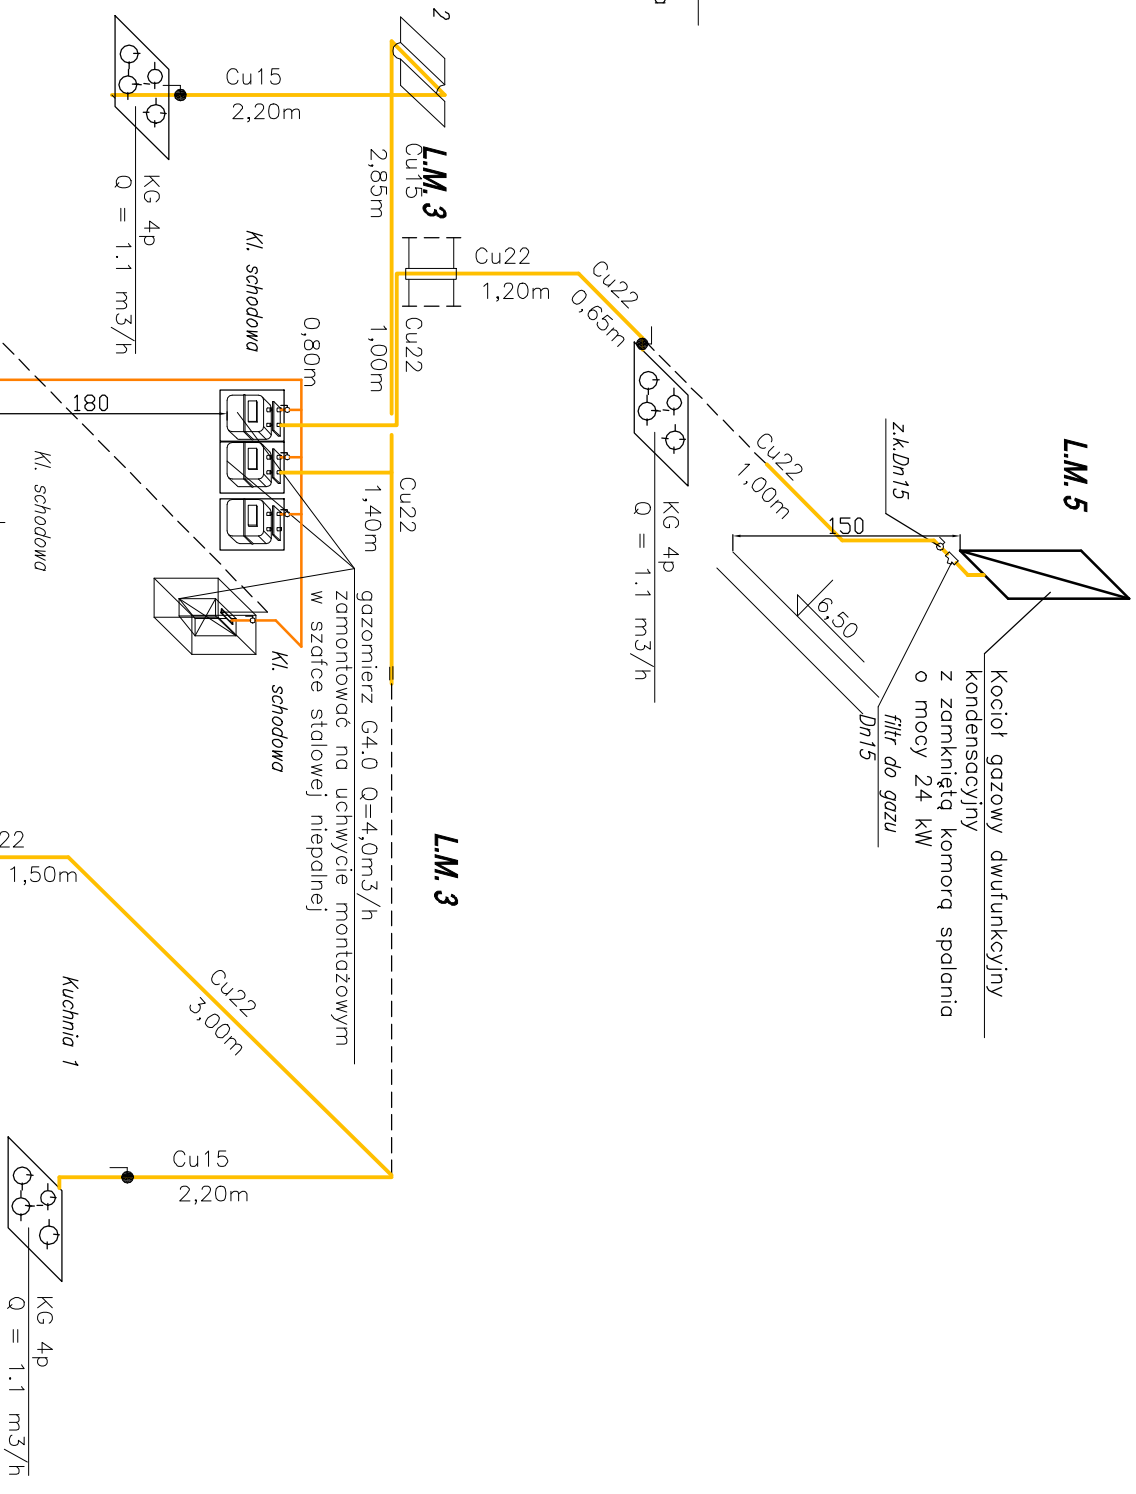 L.M. 5
Kocioł gazowy dwufunkcyjny
kondensacyjny
z zamkniętą komorą spalania
o mocy 24 kW
z.k.Dn15
filtr do gazu
Dn15
150
6,50
Cu22
1,00m
KG 4p
Q = 1.1 m3/h
Cu22
0,65m
Cu22
1,20m
2
L.M. 3
Cu15
2,85m
Cu15
2,20m
KG 4p
Q = 1.1 m3/h
Cu22
1,00m
Cu22
1,40m
0,80m
Kl. schodowa
180
Kl. schodowa
Kl. schodowa
gazomierz G4.0 Q=4,0m3/h
zamontować na uchwycie montażowym
w szafce stalowej niepalnej
L.M. 3
Cu22
3,00m
22
1,50m
Kuchnia 1
Cu15
2,20m
KG 4p
Q = 1.1 m3/h